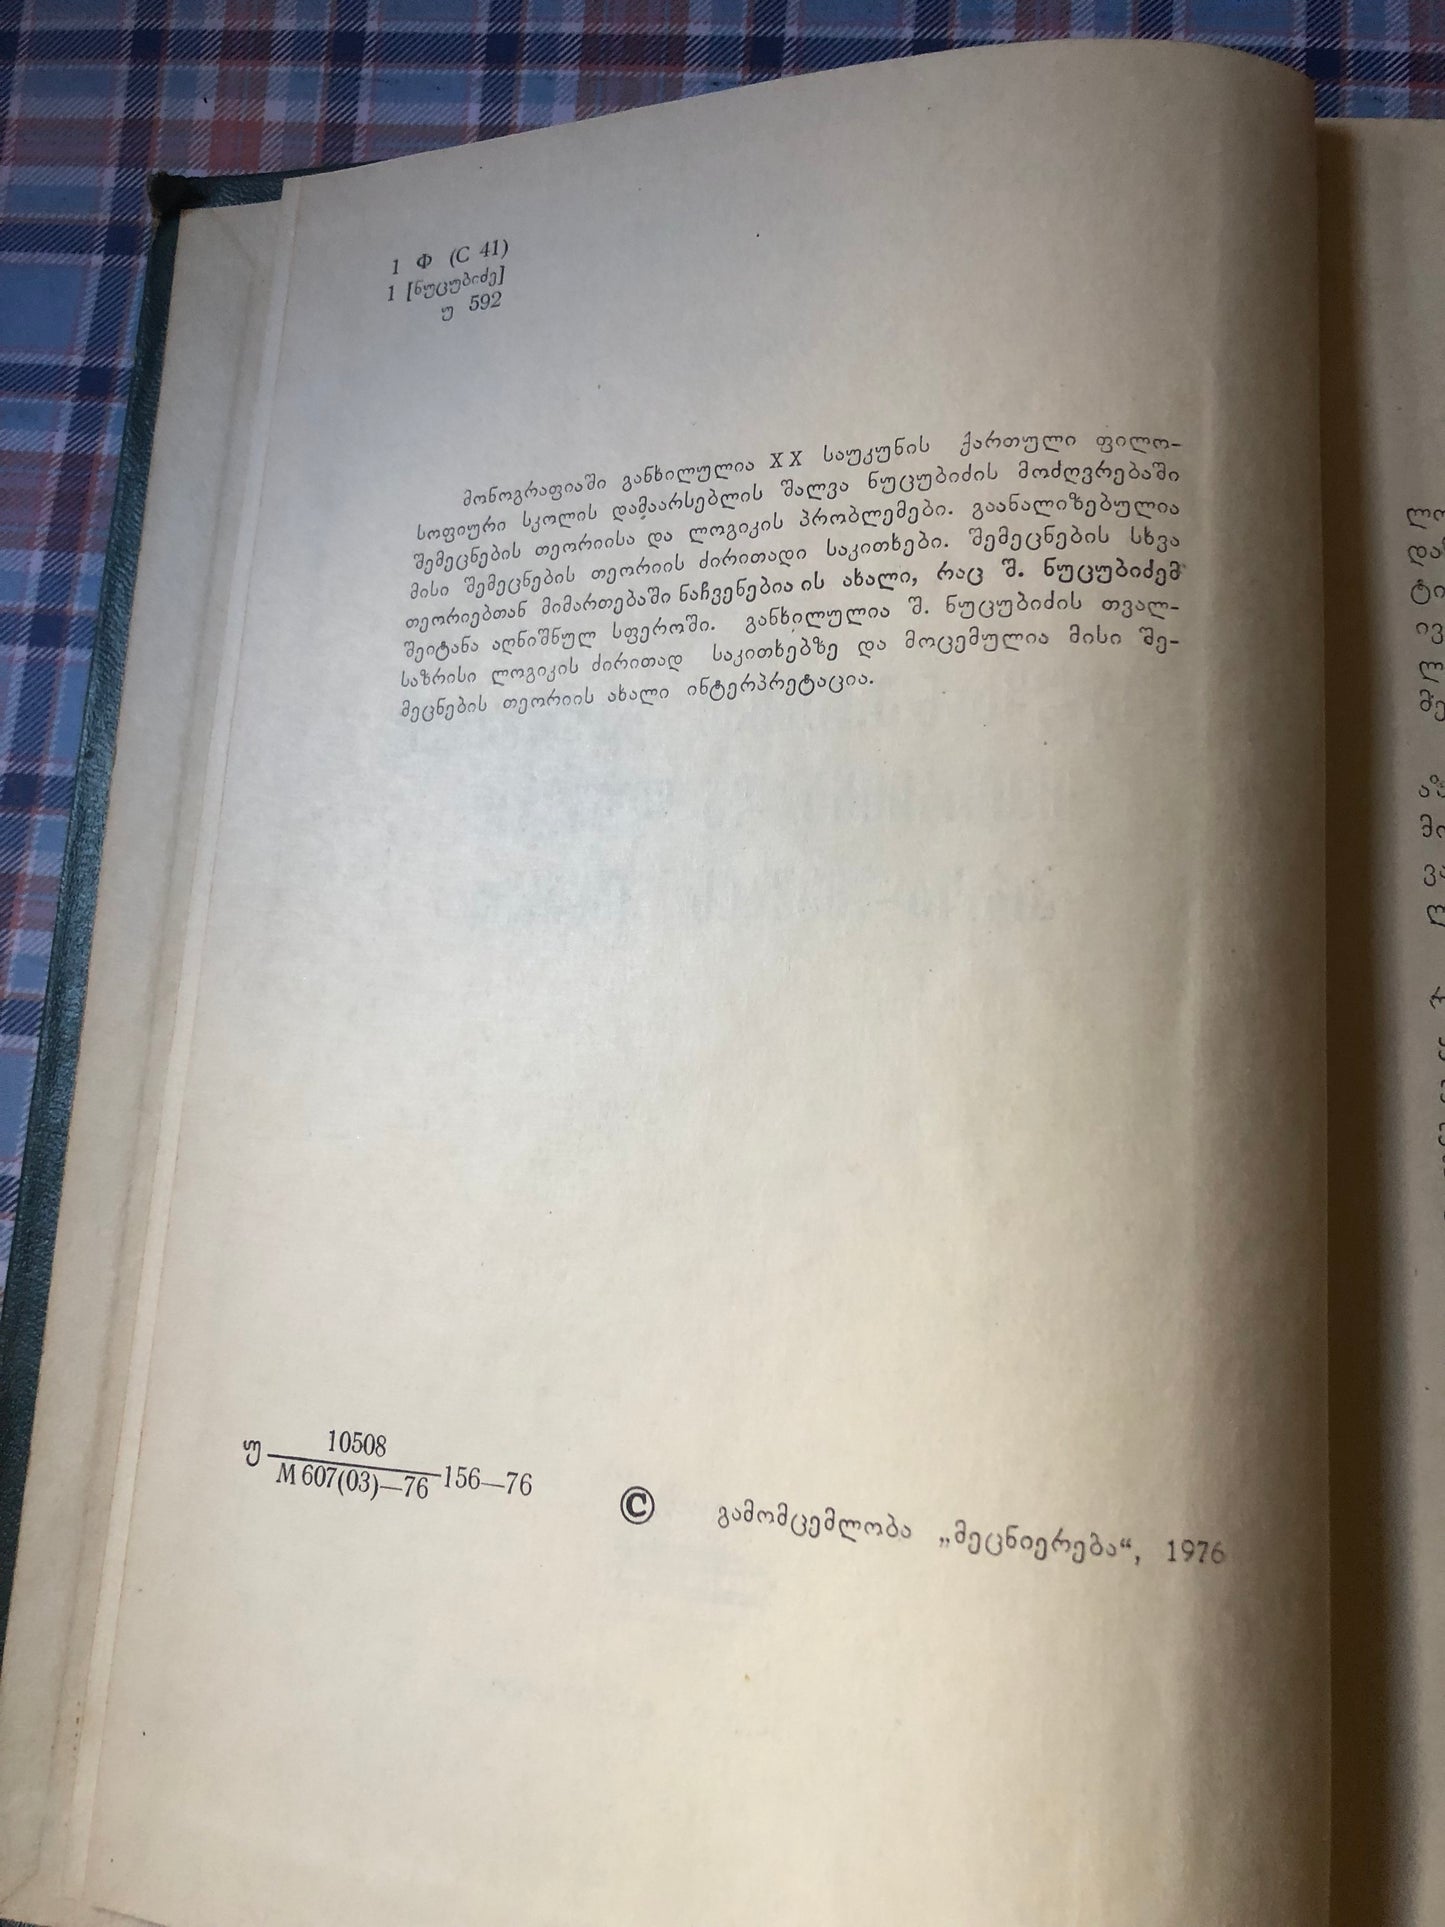 1 Ф (С 41)
1 [ნუცუბიძე]
უ 592
მონოგრაფიაში განხილულია XX საუკუნის ქართული ფილო-
სოფიური სკოლის დამაარსებლის შალვა ნუცუბიძის მოძღვრებაში
შემეცნების თეორიისა და ლოგიკის პრობლემები. გაანალიზებულია
მისი შემეცნების თეორიის ძირითადი საკითხები. შემეცნების სხვა
თეორიებთან მიმართებაში ნაჩვენებია ის ახალი, რაც შ. ნუცუბიძემ
შეიტანა აღნიშნულ სფეროში. განხილულია შ. ნუცუბიძის თვალ-
საზრისი ლოგიკის ძირითად საკითხებზე და მოცემულია მისი შე-
მეცნების თეორიის ახალი ინტერპრეტაცია.
უ 10508
М 607(03)—76 156—76
© გამომცემლობა „მეცნიერება“, 1976